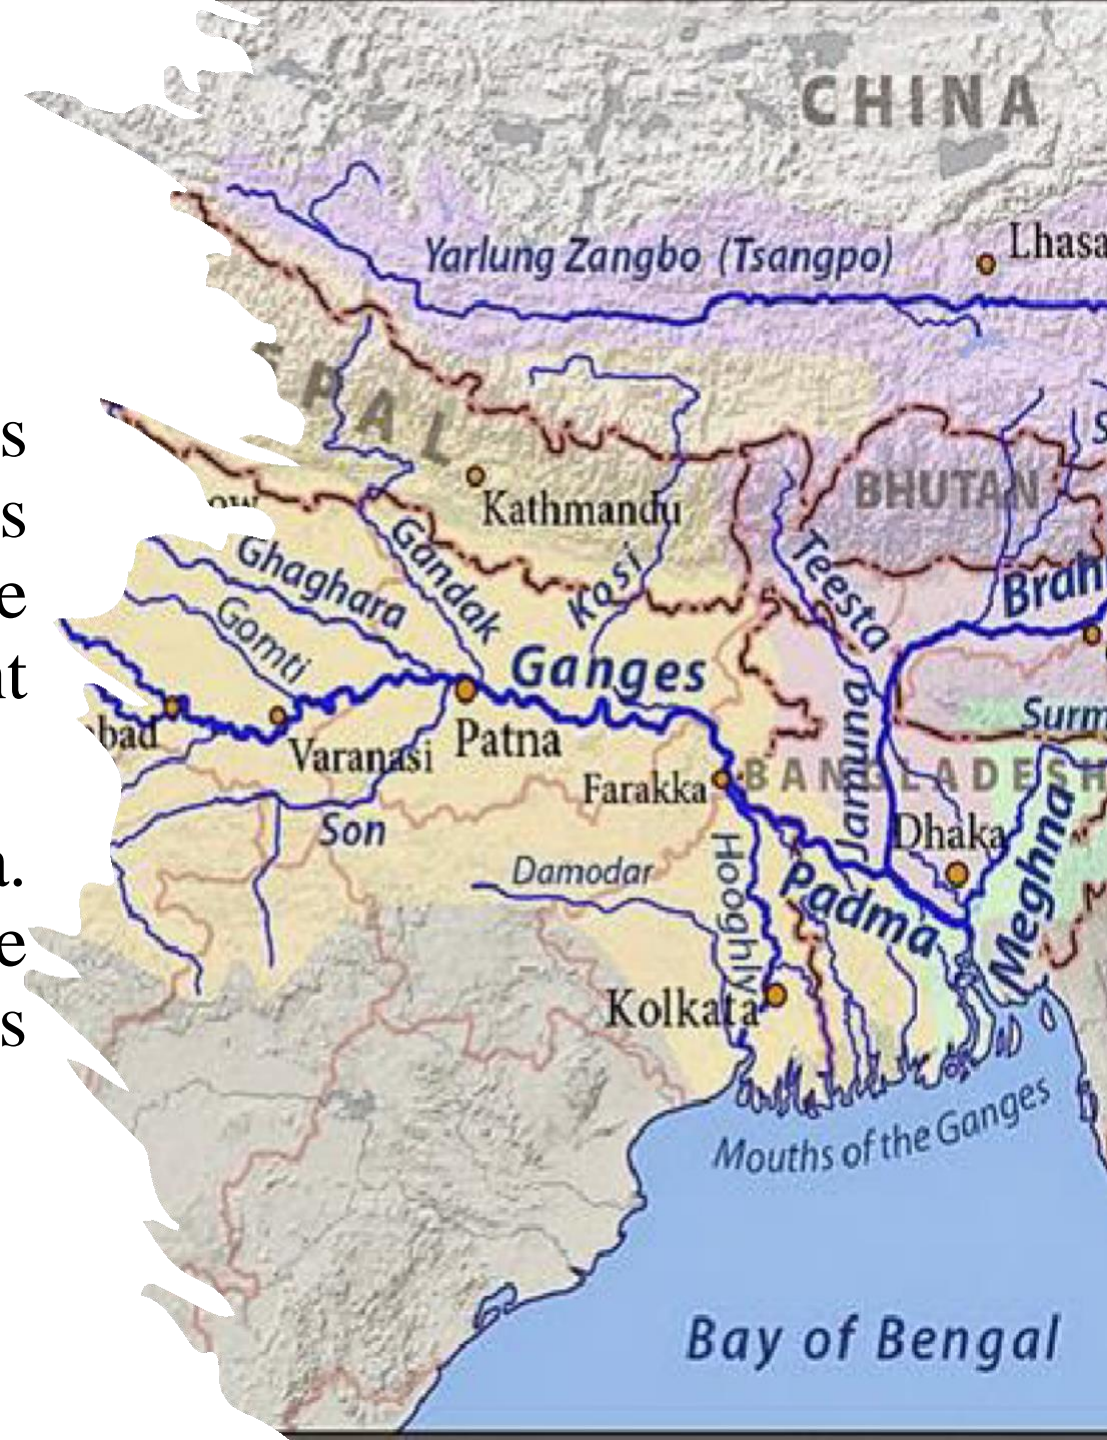 CHINA
Lhasa
Yarlung Zangbo (Tsangpo)
PAL
BHUTAN
Kathmandu
Ghaghara
Gandak
Kosi
Teesta
Gomti
Ganges
Varanasi
Patna
Farakka
BANGLADESH
Jamuna
Dhaka
Son
Damodar
Hooghly
Padma
Meghna
Kolkata
Mouths of the Ganges
Bay of Bengal